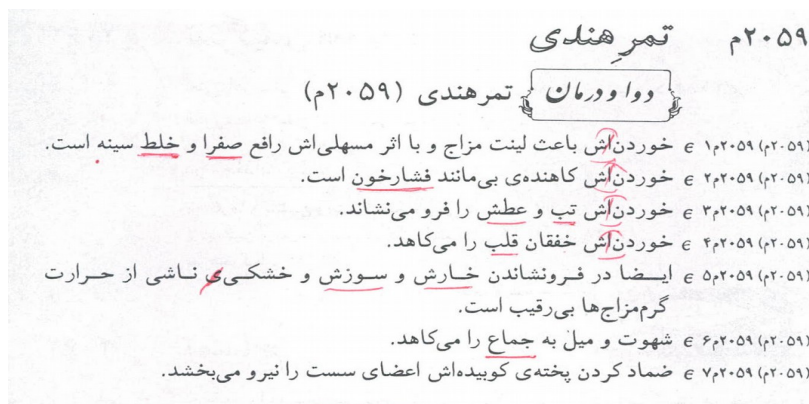 ۲۰۵۹م تمرِ هندی
دوا و درمان تمرهندی (۲۰۵۹م)
(۲۰۵۹م) ۲۰۵۹م۱ ϵ خوردن‌اش باعث لینت مزاج و با اثر مسهلی‌اش رافع صفرا و خلط سینه است.
(۲۰۵۹م) ۲۰۵۹م۲ ϵ خوردن‌اش کاهنده‌ی بی‌مانند فشارخون است.
(۲۰۵۹م) ۲۰۵۹م۳ ϵ خوردن‌اش تب و عطش را فرو می‌نشاند.
(۲۰۵۹م) ۲۰۵۹م۴ ϵ خوردن‌اش خفقان قلب را می‌کاهد.
(۲۰۵۹م) ۲۰۵۹م۵ ϵ ایضا در فرونشاندن خارش و سوزش و خشکی‌ی ناشی از حرارت
گرم‌مزاج‌ها بی‌رقیب است.
(۲۰۵۹م) ۲۰۵۹م۶ ϵ شهوت و میل به جماع را می‌کاهد.
(۲۰۵۹م) ۲۰۵۹م۷ ϵ ضماد کردن پخته‌ی کوبیده‌اش اعضای سست را نیرو می‌بخشد.